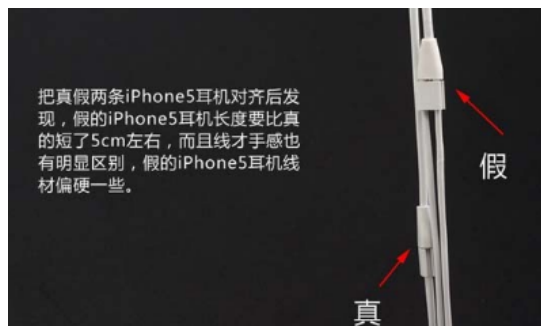 把真假两条iPhone5耳机对齐后发
现，假的iPhone5耳机长度要比真
的短了5cm左右，而且线才手感也
有明显区别，假的iPhone5耳机线
材偏硬一些。
假
真